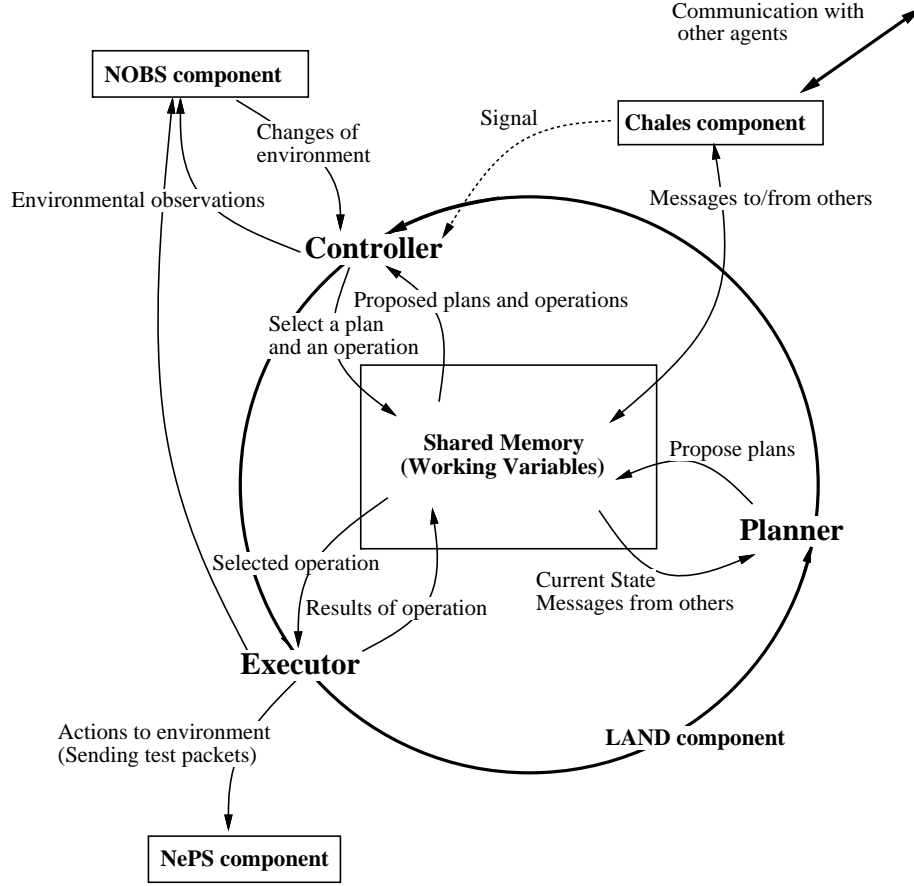 Communication with
other agents
NOBS component
Chales component
Signal
Changes of
environment
Environmental observations
Messages to/from others
Controller
Proposed plans and operations
Select a plan
and an operation
Shared Memory
(Working Variables)
Propose plans
Planner
Selected operation
Current State
Messages from others
Results of operation
Executor
Actions to environment
(Sending test packets)
LAND component
NePS component